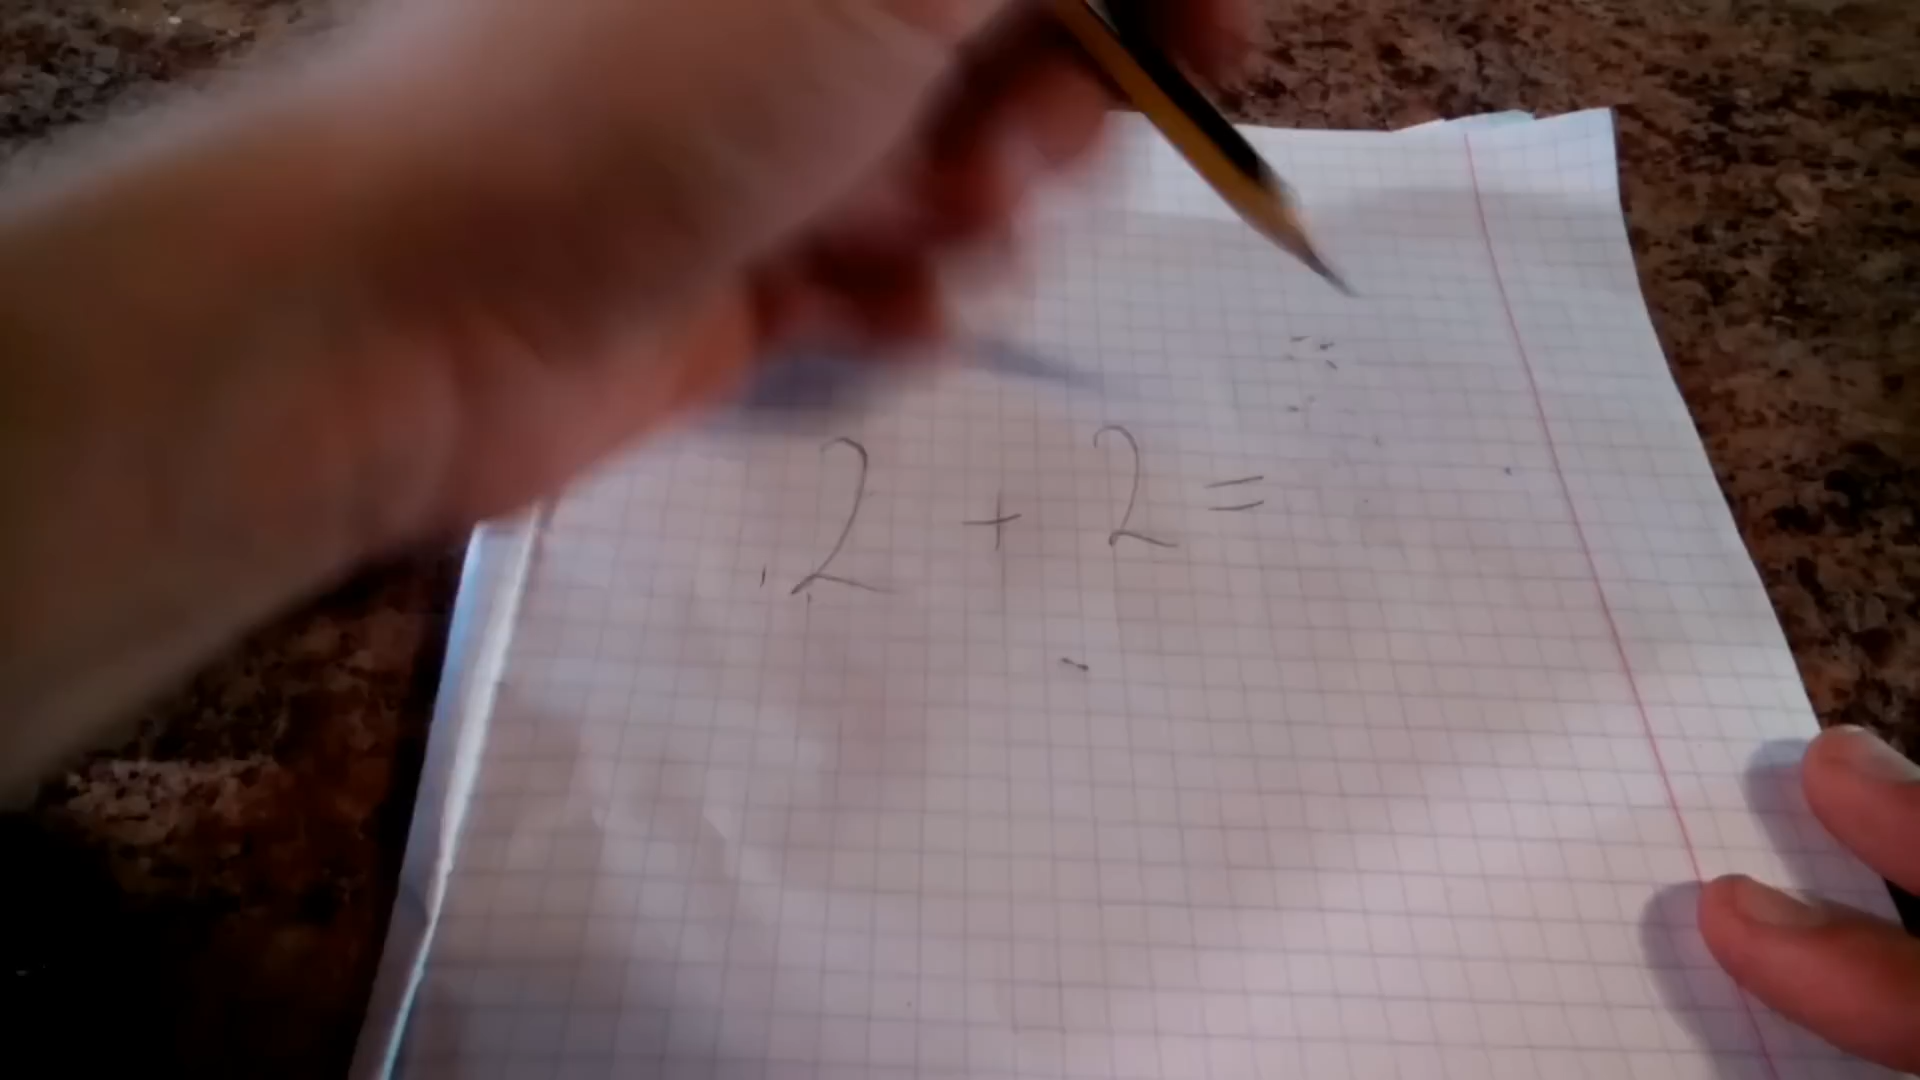 2 + 2 =